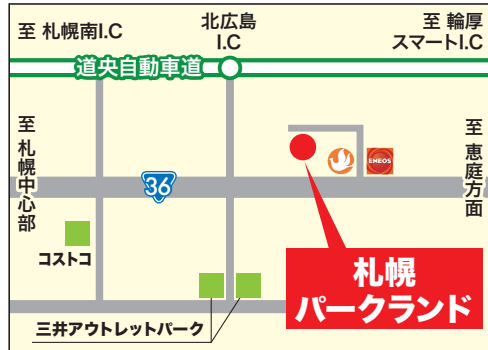 至 札幌南I.C
北広島
I.C
至 輪厚
スマートI.C
道央自動車道
至 札幌中心部
36
ENEOS
至 恵庭方面
コストコ
札幌
パークランド
三井アウトレットパーク